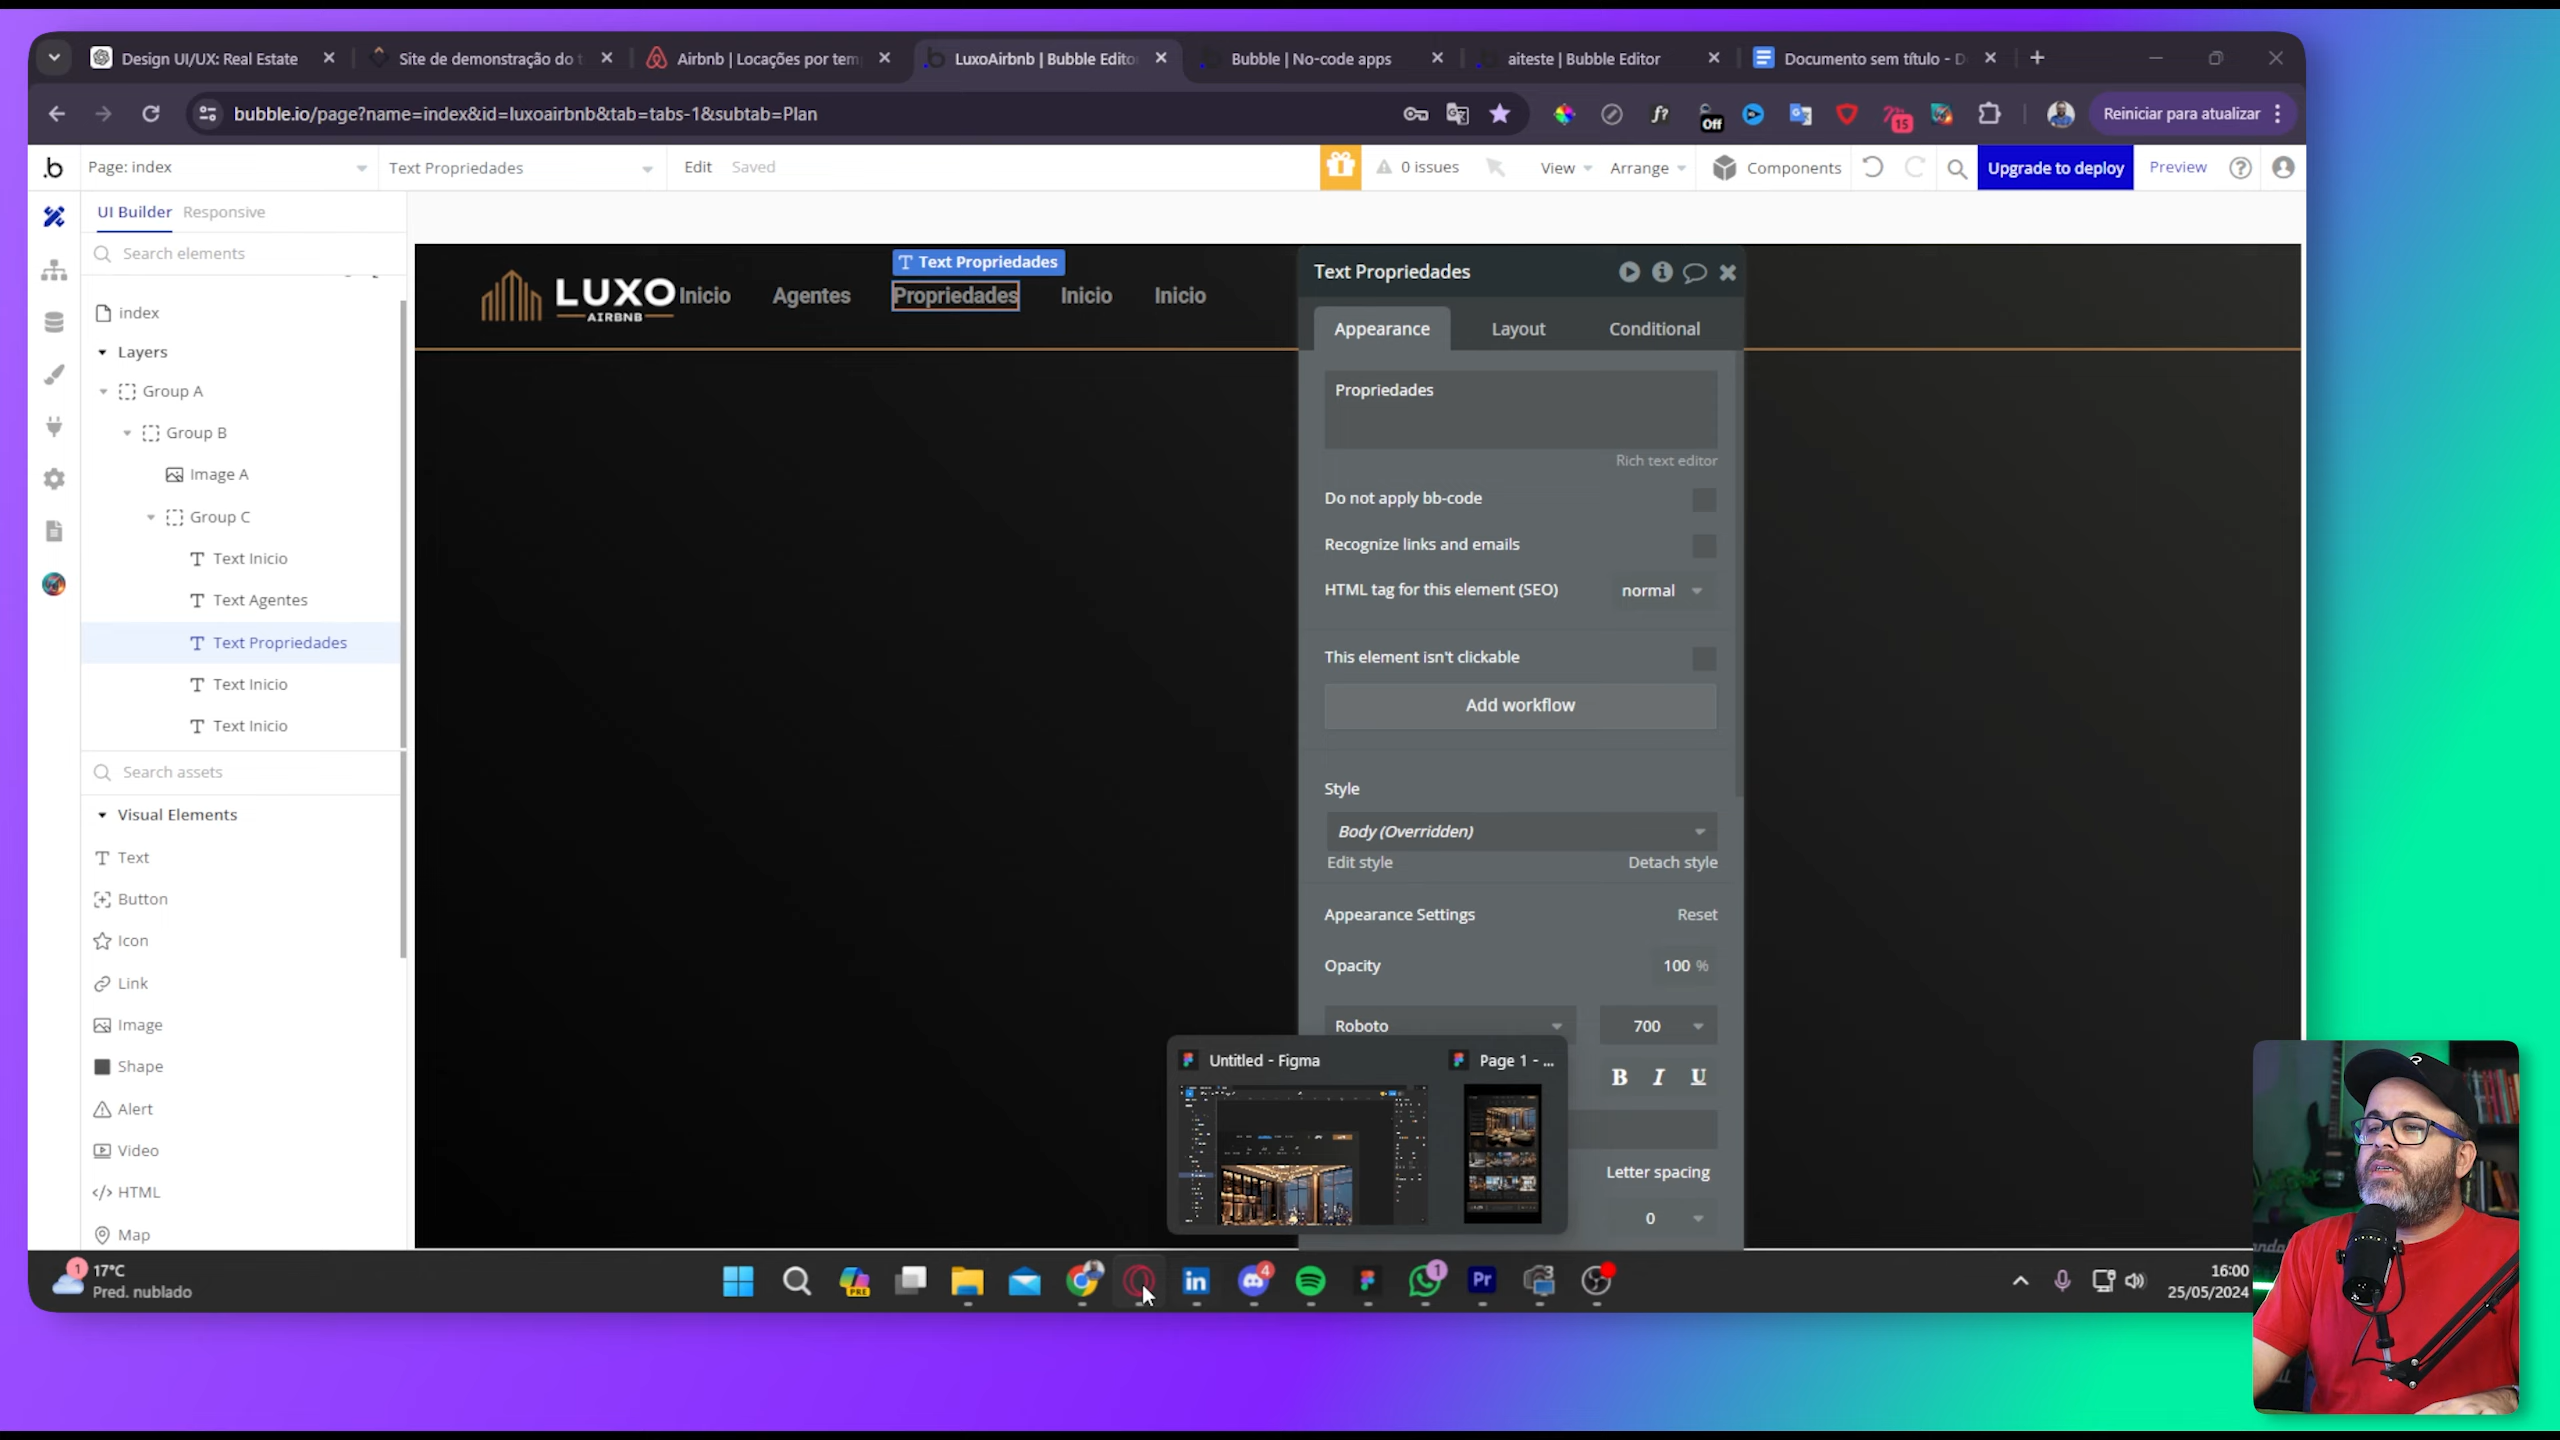 Design UI/UX: Real Estate
Site de demonstração do t
Airbnb | Locações por tem
LuxoAirbnb | Bubble Edito
Bubble | No-code apps
aiteste | Bubble Editor
Documento sem título - D
bubble.io/page?name=index&id=luxoairbnb&tab=tabs-1&subtab=Plan
f?
Off
15
Reiniciar para atualizar
.b
Page: index
Text Propriedades
Edit
Saved
0 issues
View
Arrange
Components
Upgrade to deploy
Preview
UI Builder
Responsive
Search elements
index
Layers
Group A
Group B
Image A
Group C
Text Inicio
Text Agentes
Text Propriedades
Text Inicio
Text Inicio
Search assets
Visual Elements
Text
Button
Icon
Link
Image
Shape
Alert
Video
HTML
Map
Text Propriedades
LUXO
AIRBNB
Inicio
Agentes
Propriedades
Inicio
Inicio
Text Propriedades
Appearance
Layout
Conditional
Propriedades
Rich text editor
Do not apply bb-code
Recognize links and emails
HTML tag for this element (SEO)
normal
This element isn't clickable
Add workflow
Style
Body (Overridden)
Edit style
Detach style
Appearance Settings
Reset
Opacity
100 %
Roboto
700
B I U
Letter spacing
0
Untitled - Figma
Page 1 - ...
1
17°C
Pred. nublado
PRE
in
4
1
Pr
16:00
25/05/2024